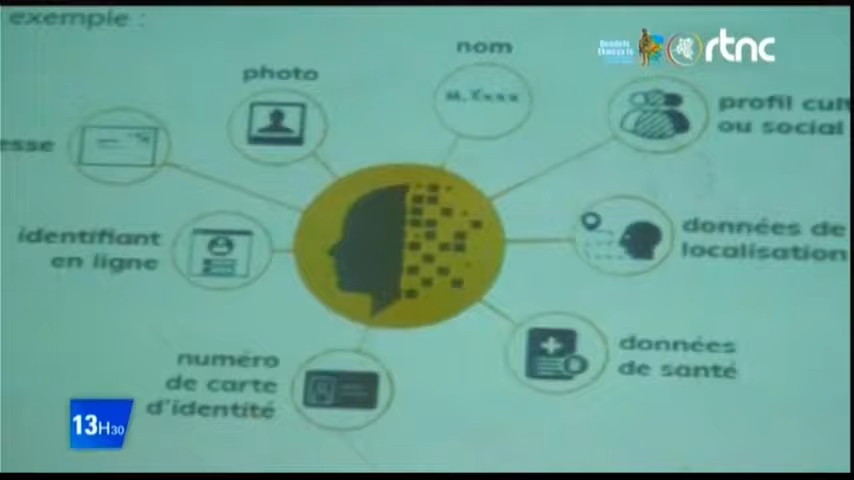 exemple :
nom
rtnc
photo
M. Xxxx
profil cult
ou social
esse
identifiant
en ligne
données de
localisation
données
de santé
numéro
de carte
d'identité
13H30